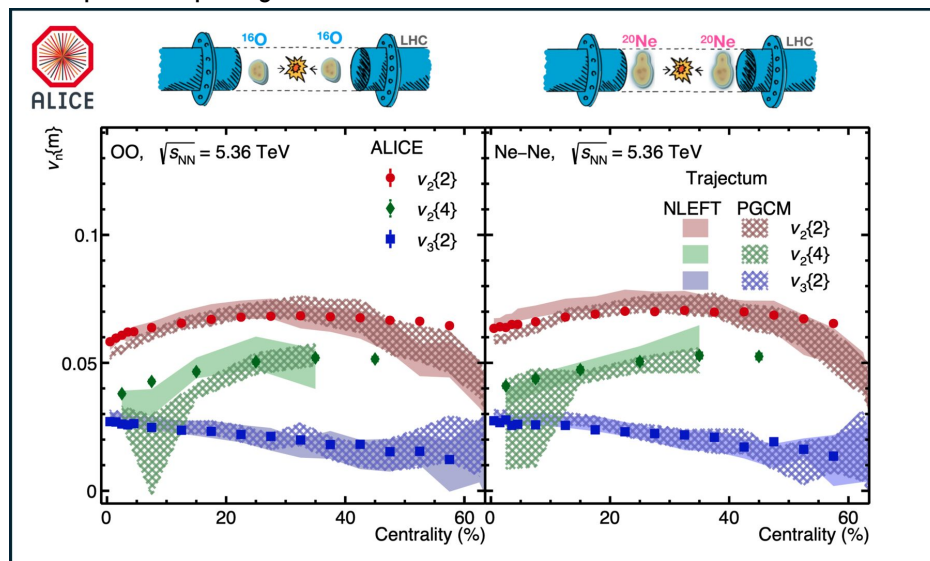 ¹⁶O ¹⁶O LHC
²⁰Ne ²⁰Ne LHC
ALICE
vₙ{m}
OO, √sNN = 5.36 TeV
ALICE
v₂{2}
v₂{4}
v₃{2}
Ne−Ne, √sNN = 5.36 TeV
Trajectum
NLEFT PGCM
v₂{2}
v₂{4}
v₃{2}
0.1
0.05
0
0 20 40 60
Centrality (%)
0 20 40 60
Centrality (%)